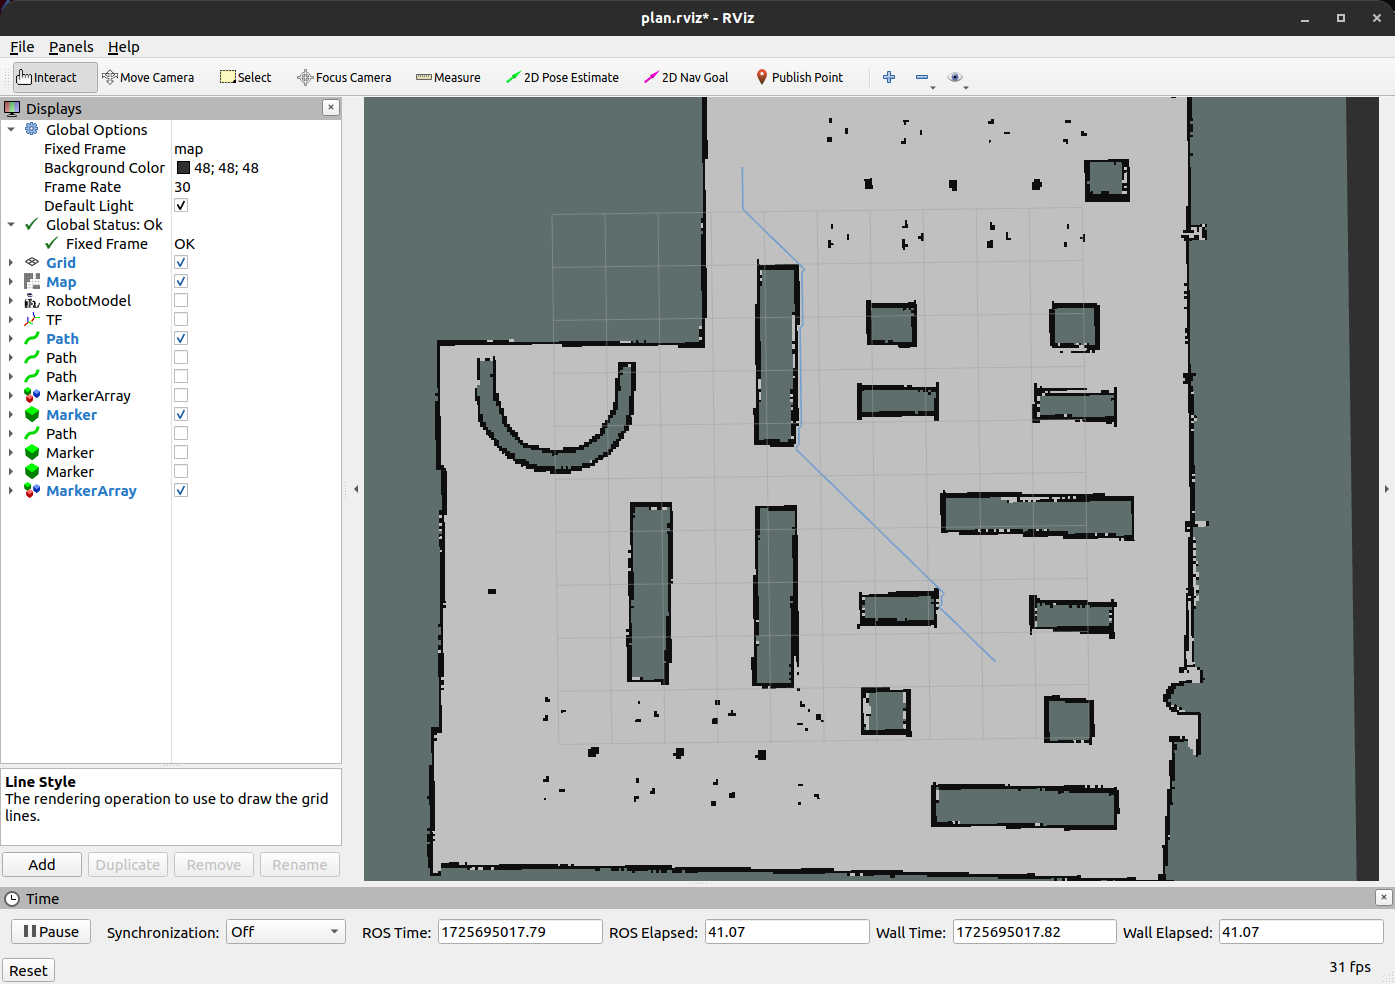 plan.rviz* - RViz
File Panels Help
Interact Move Camera Select Focus Camera Measure 2D Pose Estimate 2D Nav Goal Publish Point
Displays
Global Options
Fixed Frame map
Background Color 48; 48; 48
Frame Rate 30
Default Light
Global Status: Ok
Fixed Frame OK
Grid
Map
RobotModel
TF
Path
Path
Path
MarkerArray
Marker
Path
Marker
Marker
MarkerArray
Line Style
The rendering operation to use to draw the grid
lines.
Add Duplicate Remove Rename
Time
Pause Synchronization: Off ROS Time: 1725695017.79 ROS Elapsed: 41.07 Wall Time: 1725695017.82 Wall Elapsed: 41.07
Reset 31 fps